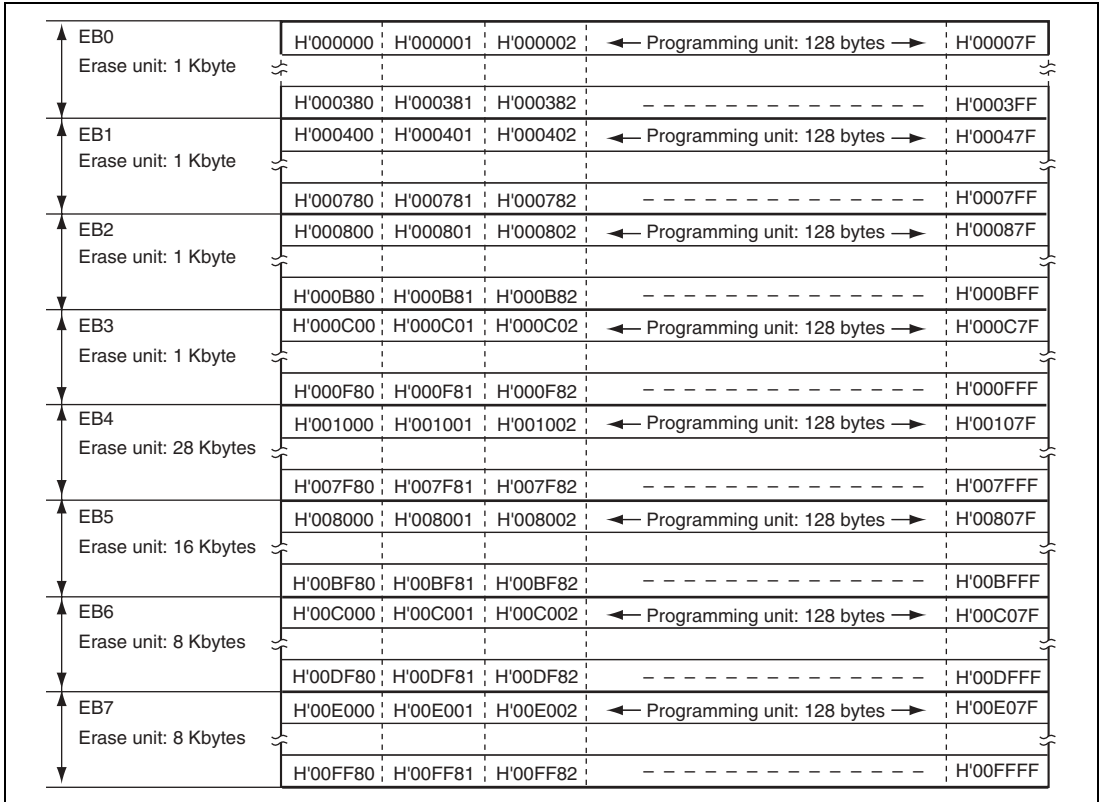 EB0
Erase unit: 1 Kbyte
H'000000 H'000001 H'000002 Programming unit: 128 bytes H'00007F
H'000380 H'000381 H'000382 H'0003FF
EB1
Erase unit: 1 Kbyte
H'000400 H'000401 H'000402 Programming unit: 128 bytes H'00047F
H'000780 H'000781 H'000782 H'0007FF
EB2
Erase unit: 1 Kbyte
H'000800 H'000801 H'000802 Programming unit: 128 bytes H'00087F
H'000B80 H'000B81 H'000B82 H'000BFF
EB3
Erase unit: 1 Kbyte
H'000C00 H'000C01 H'000C02 Programming unit: 128 bytes H'000C7F
H'000F80 H'000F81 H'000F82 H'000FFF
EB4
Erase unit: 28 Kbytes
H'001000 H'001001 H'001002 Programming unit: 128 bytes H'00107F
H'007F80 H'007F81 H'007F82 H'007FFF
EB5
Erase unit: 16 Kbytes
H'008000 H'008001 H'008002 Programming unit: 128 bytes H'00807F
H'00BF80 H'00BF81 H'00BF82 H'00BFFF
EB6
Erase unit: 8 Kbytes
H'00C000 H'00C001 H'00C002 Programming unit: 128 bytes H'00C07F
H'00DF80 H'00DF81 H'00DF82 H'00DFFF
EB7
Erase unit: 8 Kbytes
H'00E000 H'00E001 H'00E002 Programming unit: 128 bytes H'00E07F
H'00FF80 H'00FF81 H'00FF82 H'00FFFF